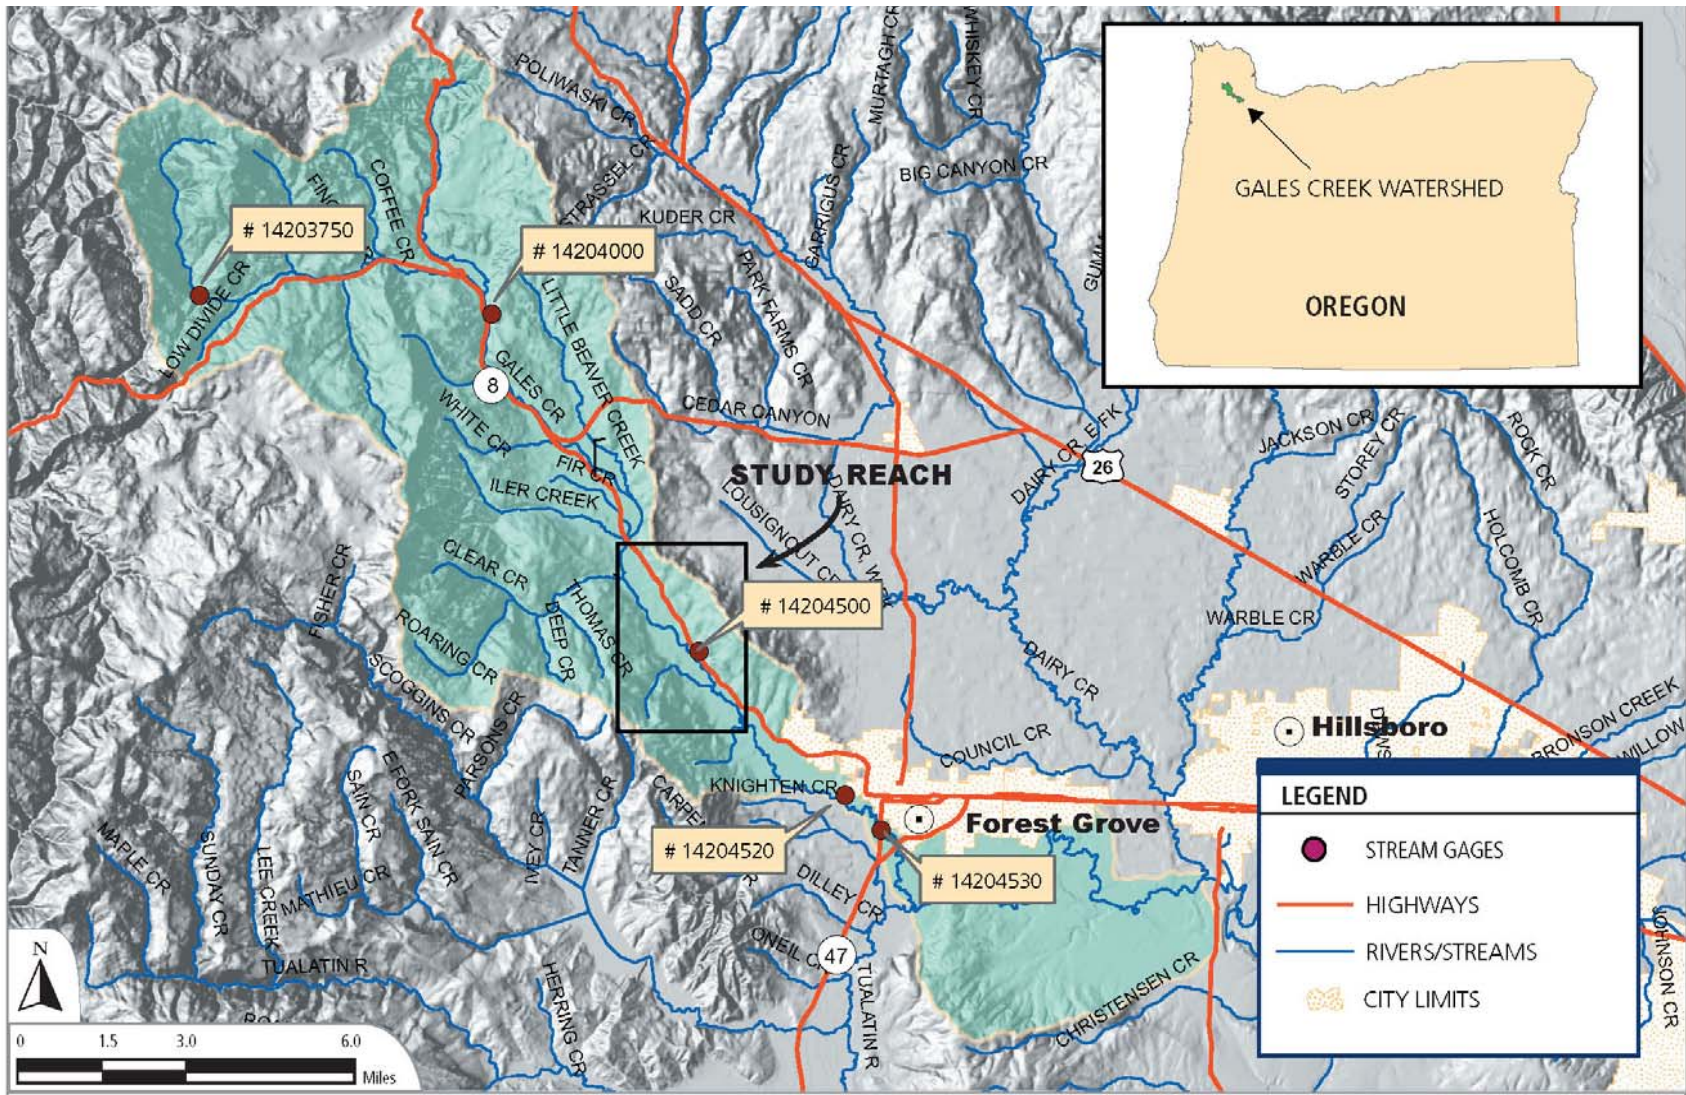 POLIWASKI CR
MURTAGH CR
WHISKEY CR
STRASSEL CR
BIG CANYON CR
GARRIGUS CR
KUDER CR
COFFEE CR
# 14203750
# 14204000
LOW DIVIDE CR
SADD CR
PARK FARMS CR
LITTLE BEAVER CREEK
GALES CR
8
WHITE CR
CEDAR CANYON
FIR CR
ILER CREEK
STUDY REACH
LOUSIGNOUT CR
DAIRY CR, W
DAIRY CR E FK
26
JACKSON CR
STOREY CR
ROCK CR
WARBLE CR
HOLCOMB CR
WARBLE CR
GALES CREEK WATERSHED
OREGON
CLEAR CR
FISHER CR
THOMAS CR
DEEP CR
ROARING CR
# 14204500
DAIRY CR
SCOGGINS CR
PARSONS CR
COUNCIL CR
Hillsboro
BRONSON CREEK
WILLOW
KNIGHTEN CR
SAIN CR
E FORK SAIN CR
IVEY CR
TANNER CR
Forest Grove
# 14204520
# 14204530
MAPLE CR
SUNDAY CR
LEE CREEK
MATHIEU CR
DILLEY CR
ONEIL CR
47
TUALATIN R
TUALATIN R
HERRING CR
CHRISTENSEN CR
JOHNSON CR
LEGEND
STREAM GAGES
HIGHWAYS
RIVERS/STREAMS
CITY LIMITS
N
0 1.5 3.0 6.0
Miles